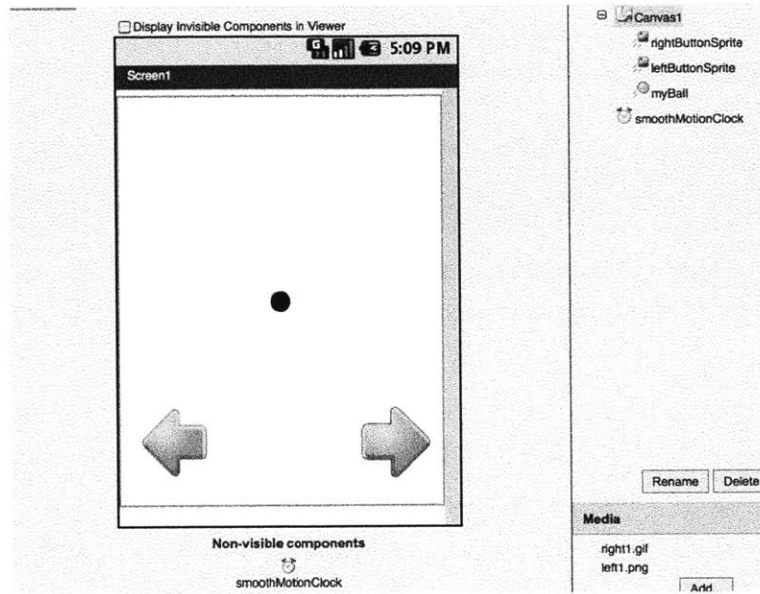 Display Invisible Components in Viewer
5:09 PM
Screen1
Non-visible components
smoothMotionClock
Canvas1
rightButtonSprite
leftButtonSprite
myBall
smoothMotionClock
Rename
Delete
Media
right1.gif
left1.png
Add